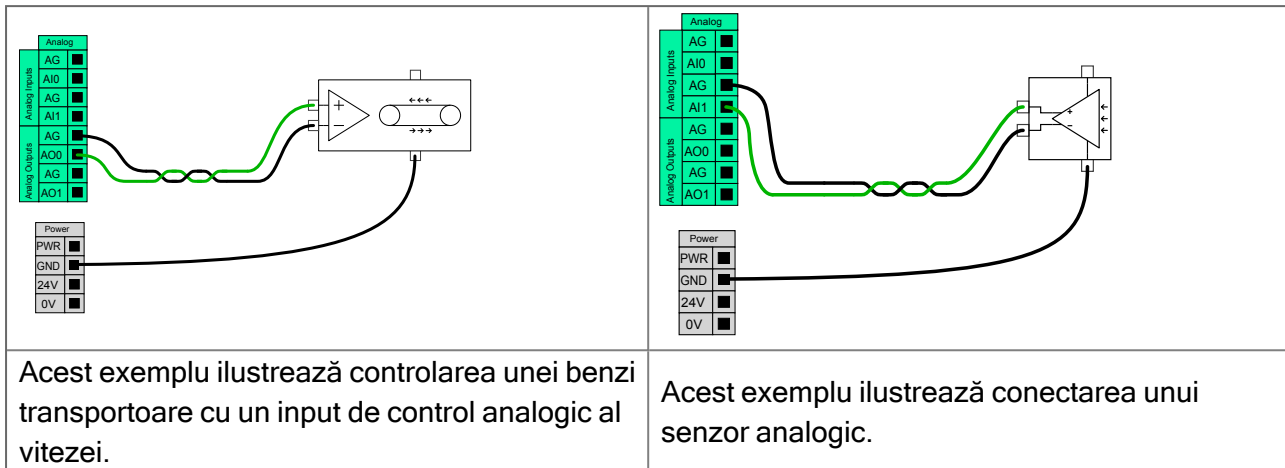 Analog
Analog Inputs
AG
AI0
AG
AI1
Analog Outputs
AG
AO0
AG
AO1
+
−
←←←
→→→
Power
PWR
GND
24V
0V
Analog
Analog Inputs
AG
AI0
AG
AI1
Analog Outputs
AG
AO0
AG
AO1
+
−
Power
PWR
GND
24V
0V
Acest exemplu ilustrează controlarea unei benzi
transportoare cu un input de control analogic al
vitezei.
Acest exemplu ilustrează conectarea unui
senzor analogic.